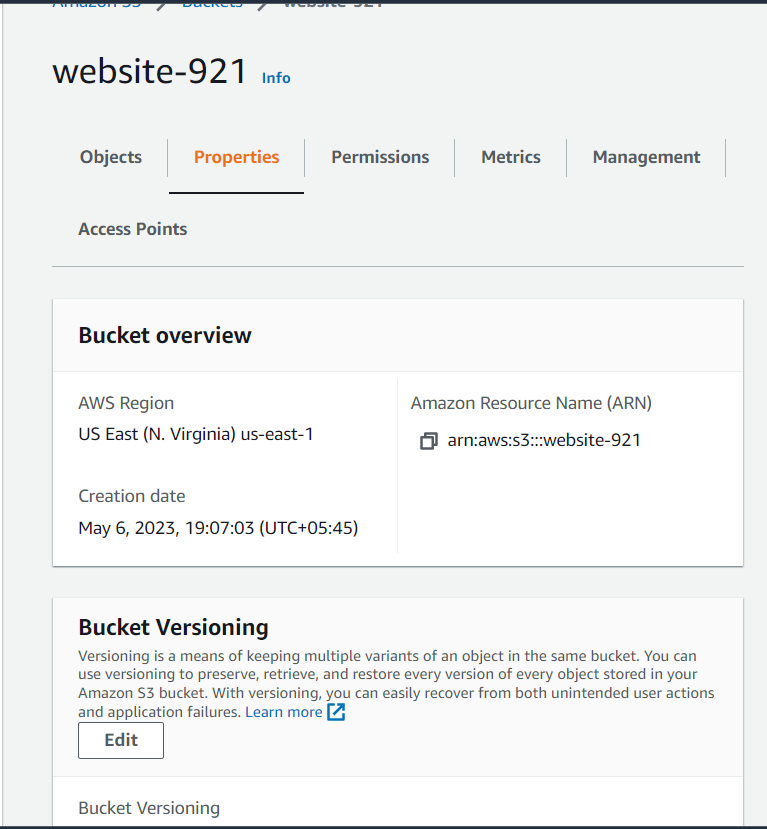 Amazon S3 > Buckets > website-921
website-921 Info
Objects Properties Permissions Metrics Management
Access Points
Bucket overview
AWS Region
US East (N. Virginia) us-east-1
Amazon Resource Name (ARN)
arn:aws:s3:::website-921
Creation date
May 6, 2023, 19:07:03 (UTC+05:45)
Bucket Versioning
Versioning is a means of keeping multiple variants of an object in the same bucket. You can
use versioning to preserve, retrieve, and restore every version of every object stored in your
Amazon S3 bucket. With versioning, you can easily recover from both unintended user actions
and application failures. Learn more
Edit
Bucket Versioning